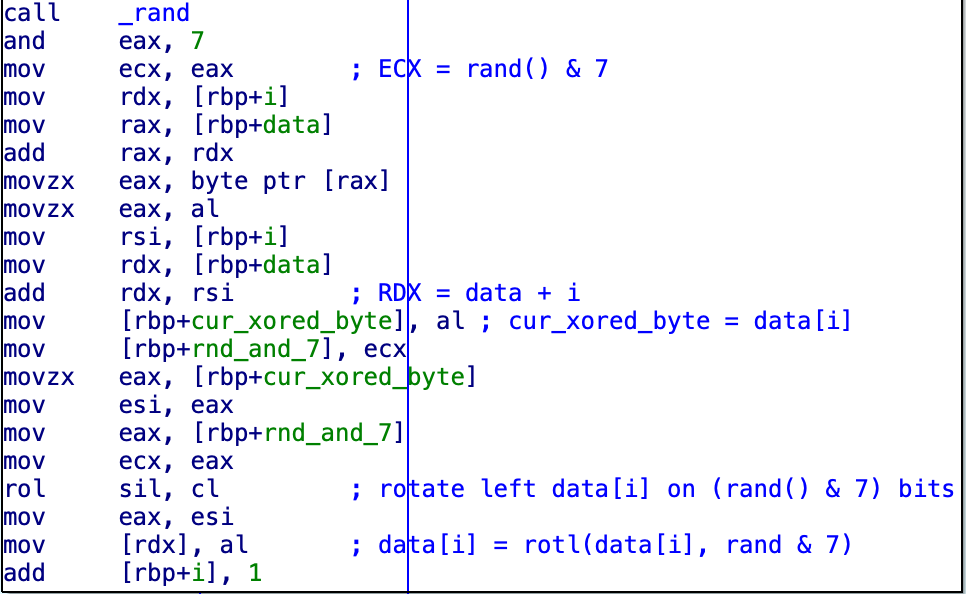 call _rand
and eax, 7
mov ecx, eax ; ECX = rand() & 7
mov rdx, [rbp+i]
mov rax, [rbp+data]
add rax, rdx
movzx eax, byte ptr [rax]
movzx eax, al
mov rsi, [rbp+i]
mov rdx, [rbp+data]
add rdx, rsi ; RDX = data + i
mov [rbp+cur_xored_byte], al ; cur_xored_byte = data[i]
mov [rbp+rnd_and_7], ecx
movzx eax, [rbp+cur_xored_byte]
mov esi, eax
mov eax, [rbp+rnd_and_7]
mov ecx, eax
rol sil, cl ; rotate left data[i] on (rand() & 7) bits
mov eax, esi
mov [rdx], al ; data[i] = rotl(data[i], rand & 7)
add [rbp+i], 1